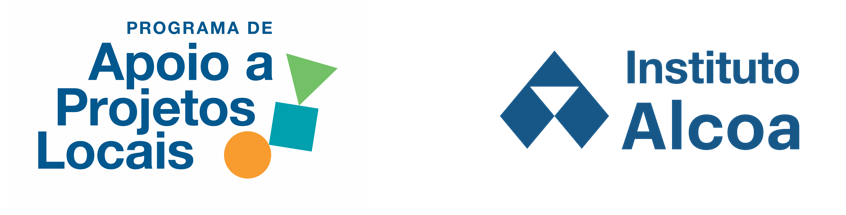 PROGRAMA DE
Apoio a
Projetos
Locais
Instituto
Alcoa